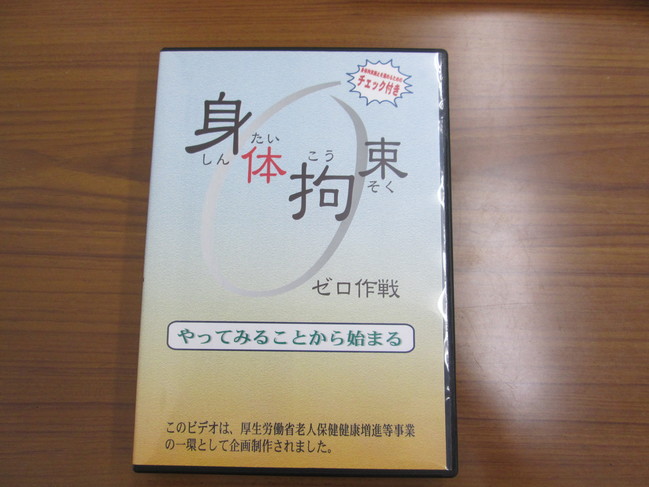 チェック付き
身体拘束
しんたいこうそく
ゼロ作戦
やってみることから始まる
このビデオは、厚生労働省老人保健健康増進等事業
の一環として企画制作されました。